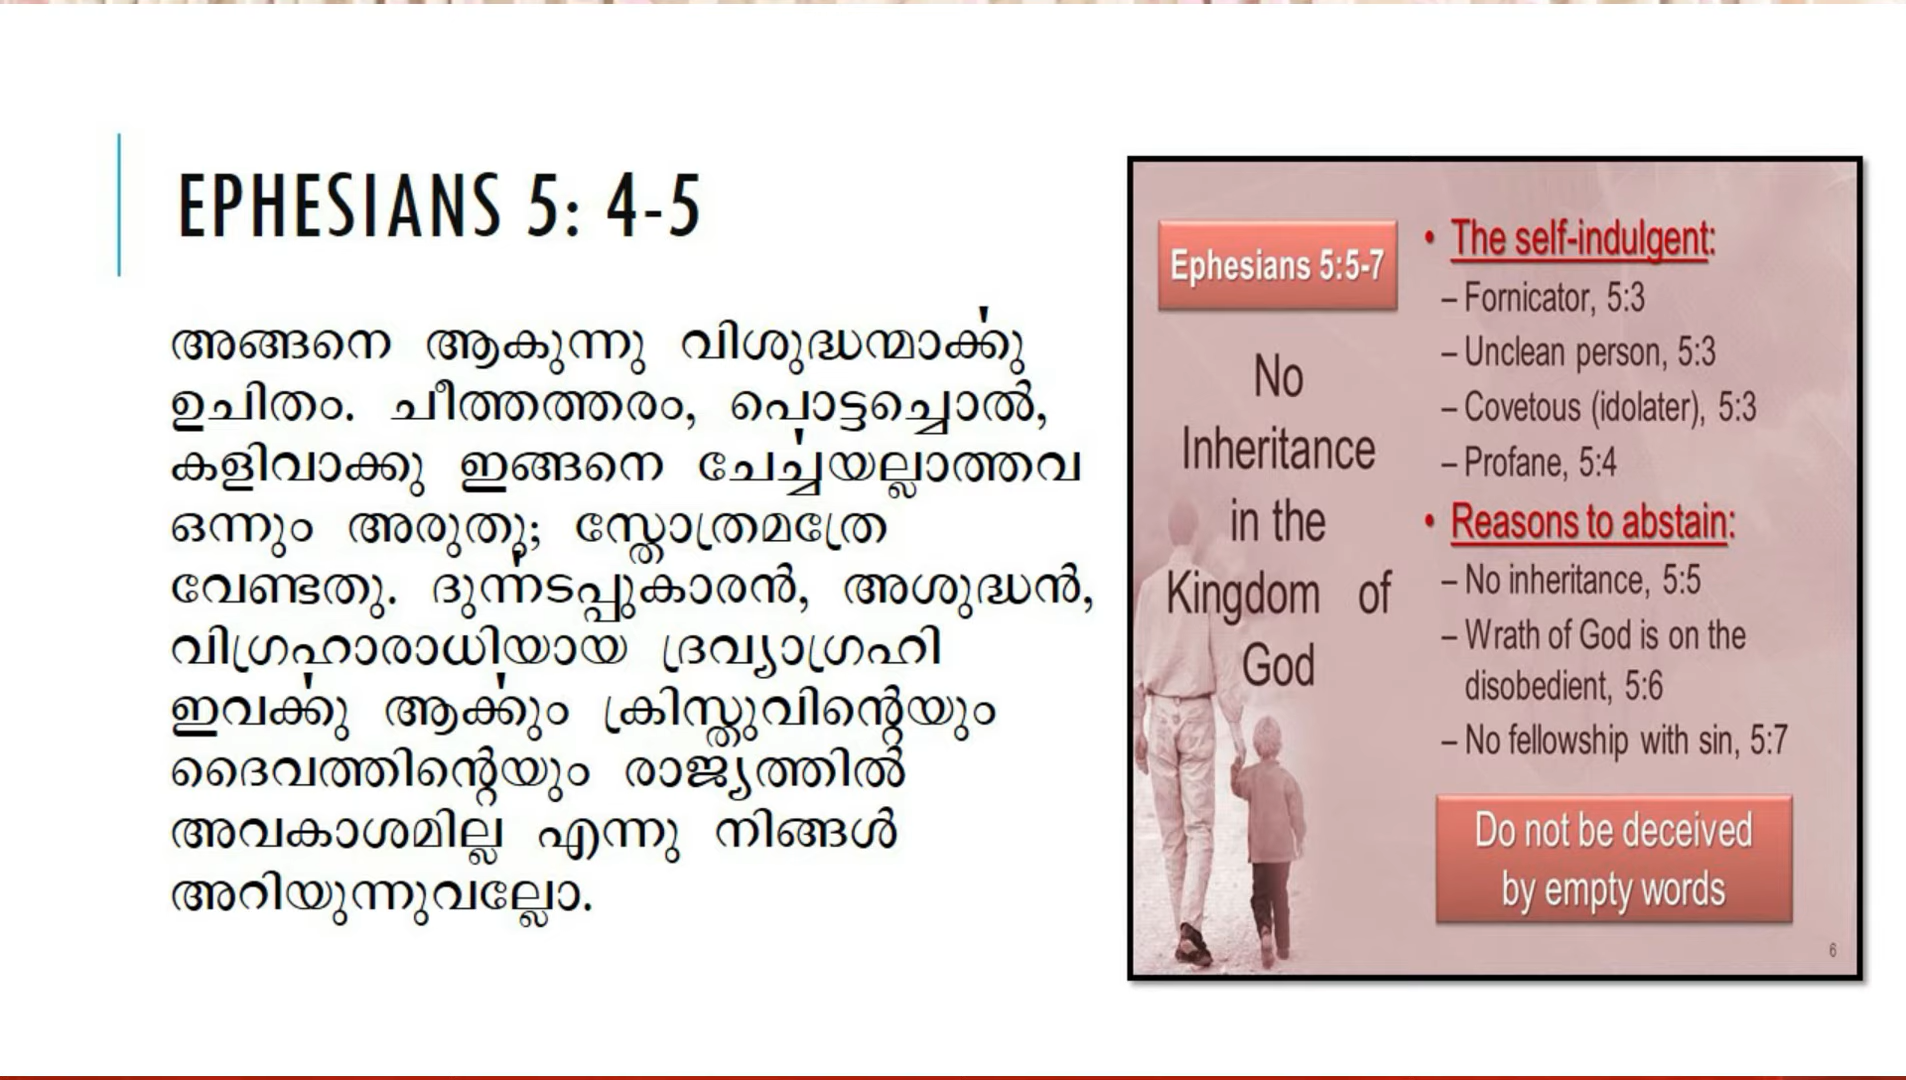 EPHESIANS 5: 4-5
അങ്ങനെ ആകുന്നു വിശുദ്ധന്മാൎക്കു
ഉചിതം. ചീത്തത്തരം, പൊട്ടച്ചൊൽ,
കളിവാക്കു ഇങ്ങനെ ചേൎച്ചയല്ലാത്തവ
ഒന്നും അരുതു; സ്തോത്രമത്രേ
വേണ്ടതു. ദുൎന്നടപ്പുകാരൻ, അശുദ്ധൻ,
വിഗ്രഹാരാധിയായ ദ്രവ്യാഗ്രഹി
ഇവൎക്കു ആൎക്കും ക്രിസ്തുവിന്റെയും
ദൈവത്തിന്റെയും രാജ്യത്തിൽ
അവകാശമില്ല എന്നു നിങ്ങൾ
അറിയുന്നുവല്ലോ.
Ephesians 5:5-7
No
Inheritance
in the
Kingdom of
God
• The self-indulgent:
– Fornicator, 5:3
– Unclean person, 5:3
– Covetous (idolater), 5:3
– Profane, 5:4
• Reasons to abstain:
– No inheritance, 5:5
– Wrath of God is on the
disobedient, 5:6
– No fellowship with sin, 5:7
Do not be deceived
by empty words
6